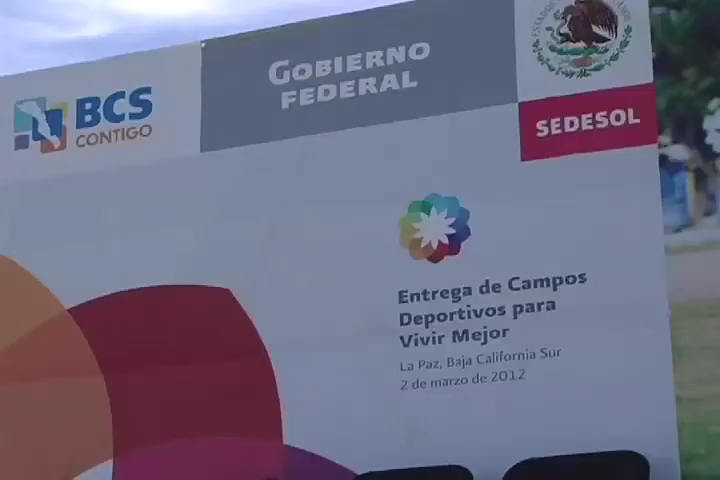 BCS
CONTIGO
GOBIERNO
FEDERAL
SEDESOL
Entrega de Campos
Deportivos para
Vivir Mejor
La Paz, Baja California Sur
2 de marzo de 2012